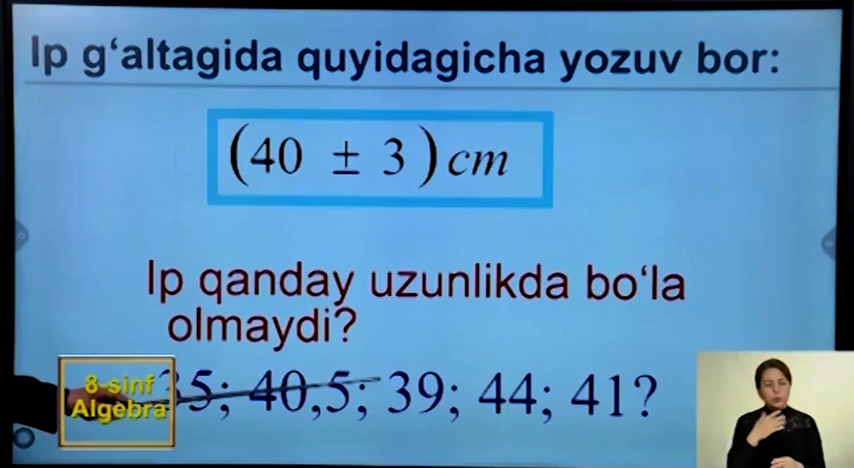 Ip g‘altagida quyidagicha yozuv bor:
(40 ± 3) cm
Ip qanday uzunlikda bo‘la
olmaydi?
35; 40,5; 39; 44; 41?
8-sinf
Algebra